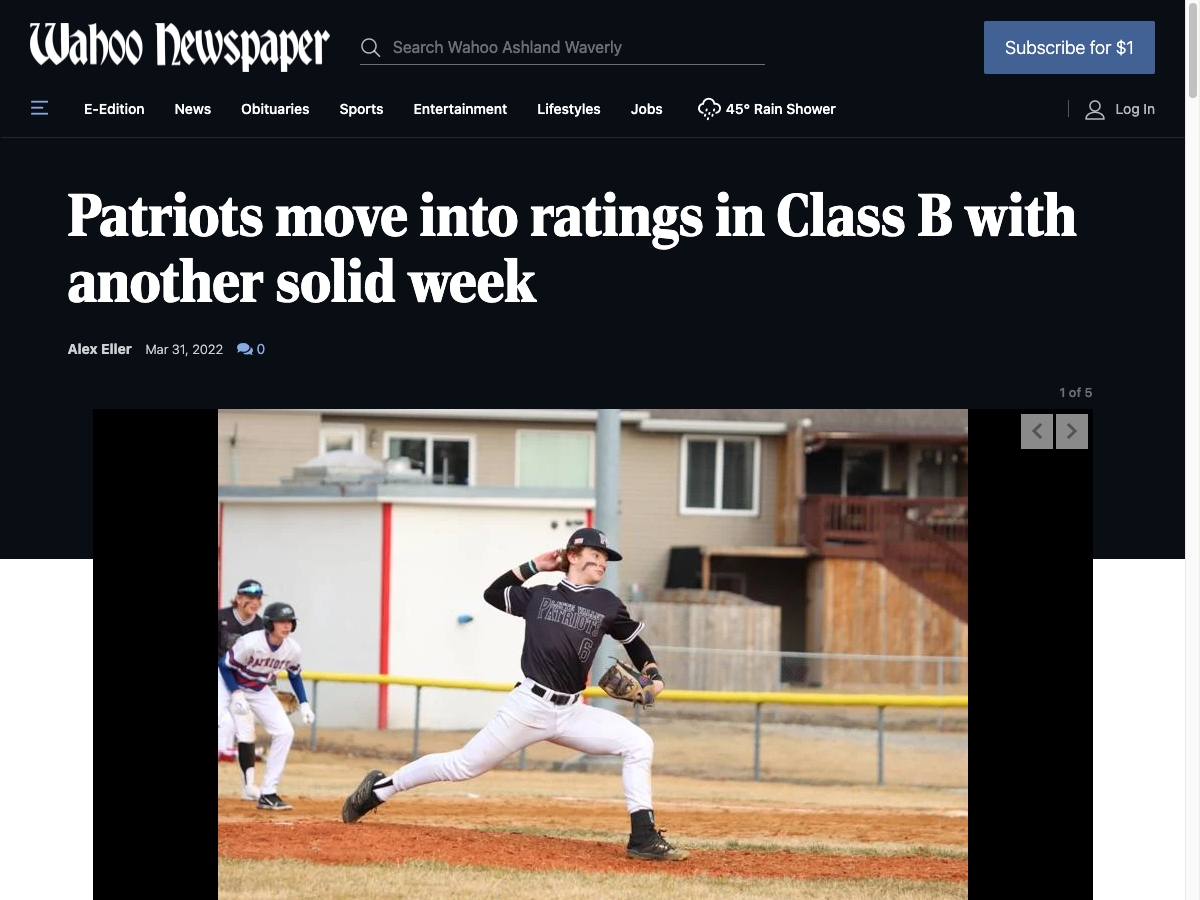 Wahoo Newspaper
Search Wahoo Ashland Waverly
Subscribe for $1
E-Edition
News
Obituaries
Sports
Entertainment
Lifestyles
Jobs
45° Rain Shower
Log In
Patriots move into ratings in Class B with
another solid week
Alex Eller
Mar 31, 2022
0
1 of 5
PLATTE VALLEY
PATRIOTS
6
PATRIOTS